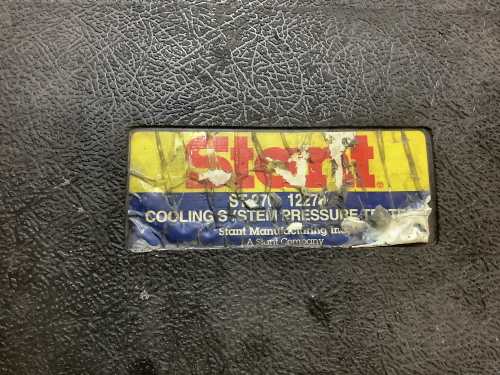 Stant
COOLING SYSTEM PRESSURE
Stant Manufacturing Inc.
A Stant Company